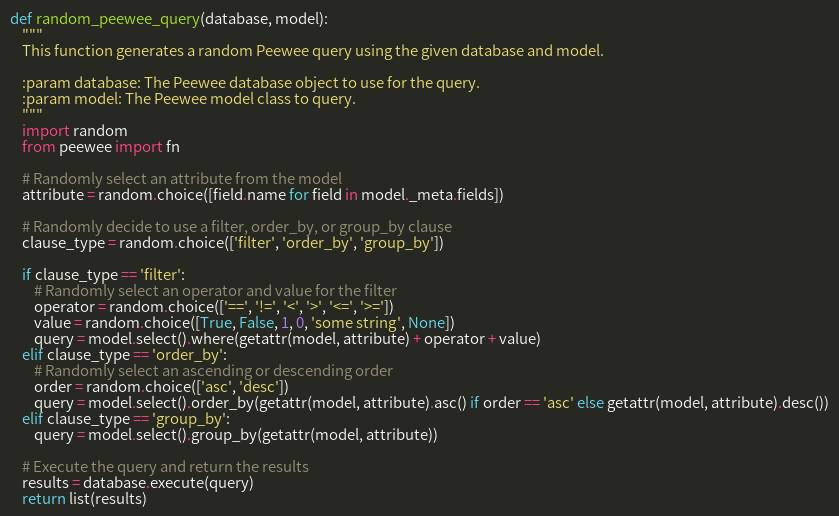 def random_peewee_query(database, model):
    """
    This function generates a random Peewee query using the given database and model.

    :param database: The Peewee database object to use for the query.
    :param model: The Peewee model class to query.
    """
    import random
    from peewee import fn

    # Randomly select an attribute from the model
    attribute = random.choice([field.name for field in model._meta.fields])

    # Randomly decide to use a filter, order_by, or group_by clause
    clause_type = random.choice(['filter', 'order_by', 'group_by'])

    if clause_type == 'filter':
        # Randomly select an operator and value for the filter
        operator = random.choice(['==', '!=', '<', '>', '<=', '>='])
        value = random.choice([True, False, 1, 0, 'some string', None])
        query = model.select().where(getattr(model, attribute) + operator + value)
    elif clause_type == 'order_by':
        # Randomly select an ascending or descending order
        order = random.choice(['asc', 'desc'])
        query = model.select().order_by(getattr(model, attribute).asc() if order == 'asc' else getattr(model, attribute).desc())
    elif clause_type == 'group_by':
        query = model.select().group_by(getattr(model, attribute))

    # Execute the query and return the results
    results = database.execute(query)
    return list(results)